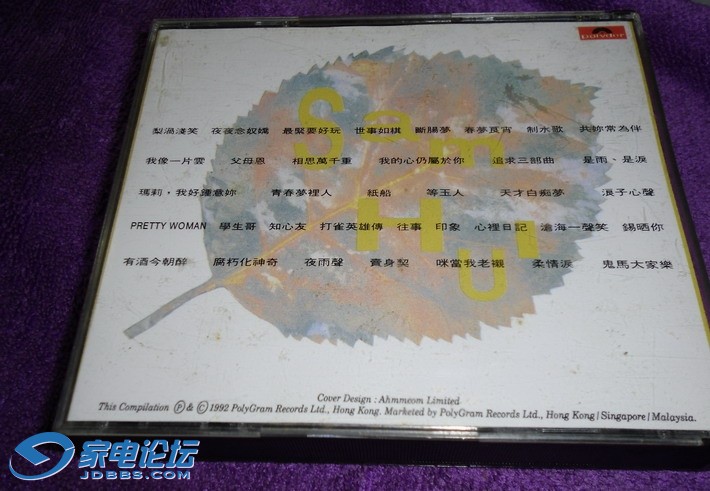 Polydor
Sam
Hui
梨渦淺笑 夜夜念奴嬌 最緊要好玩 世事如棋 斷腸夢 春夢良宵 制水歌 共妳常為伴
我像一片雲 父母恩 相思萬千重 我的心仍屬於你 追求三部曲 是雨、是淚
瑪莉，我好鍾意妳 青春夢裡人 紙船 等玉人 天才白痴夢 浪子心聲
PRETTY WOMAN 學生哥 知心友 打雀英雄傳 往事 印象 心裡日記 滄海一聲笑 錫晒你
有酒今朝醉 腐朽化神奇 夜雨聲 賣身契 咪當我老襯 柔情淚 鬼馬大家樂
Cover Design : Ahmmeom Limited
This Compilation Ⓟ & © 1992 PolyGram Records Ltd., Hong Kong. Marketed by PolyGram Records Ltd., Hong Kong/Singapore/Malaysia.
家电论坛
JDBBS.COM